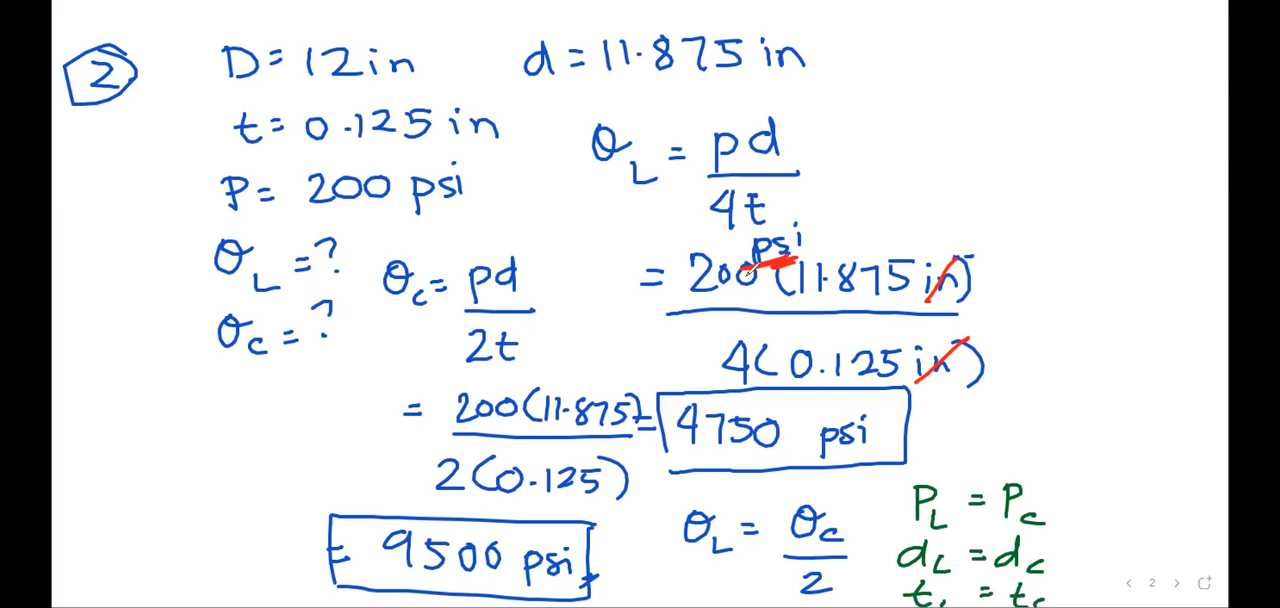 2
D = 12 in
d = 11.875 in
t = 0.125 in
P = 200 psi
σL = ?
σc = ?
σL = pd / 4t
= 200 psi (11.875 in) / 4(0.125 in)
= 4750 psi
σc = pd / 2t
= 200(11.875) / 2(0.125)
= 9500 psi
σL = σc / 2
PL = Pc
dL = dc
tL = tc
2